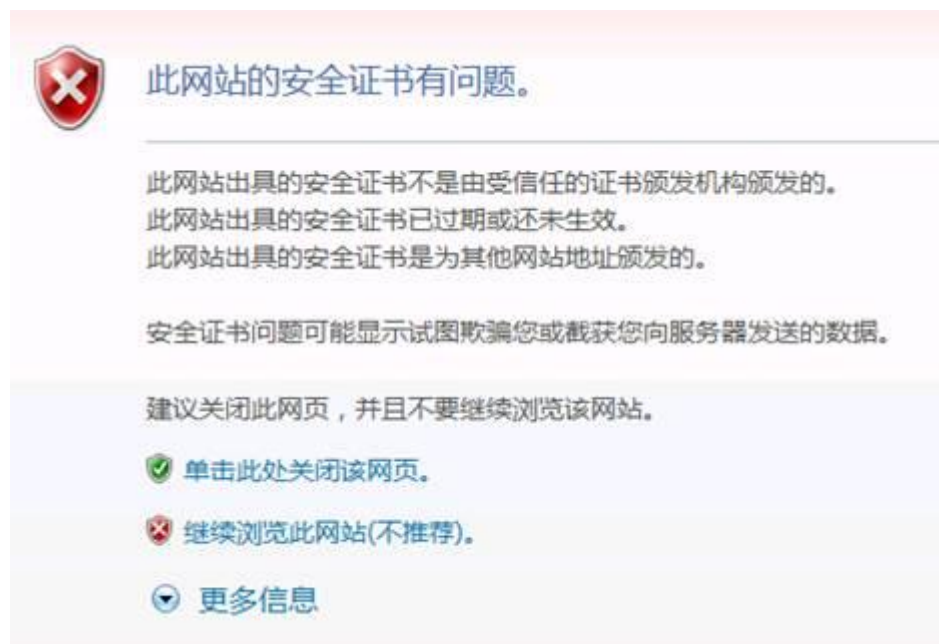 此网站的安全证书有问题。
此网站出具的安全证书不是由受信任的证书颁发机构颁发的。
此网站出具的安全证书已过期或还未生效。
此网站出具的安全证书是为其他网站地址颁发的。
安全证书问题可能显示试图欺骗您或截获您向服务器发送的数据。
建议关闭此网页，并且不要继续浏览该网站。
单击此处关闭该网页。
继续浏览此网站(不推荐)。
更多信息